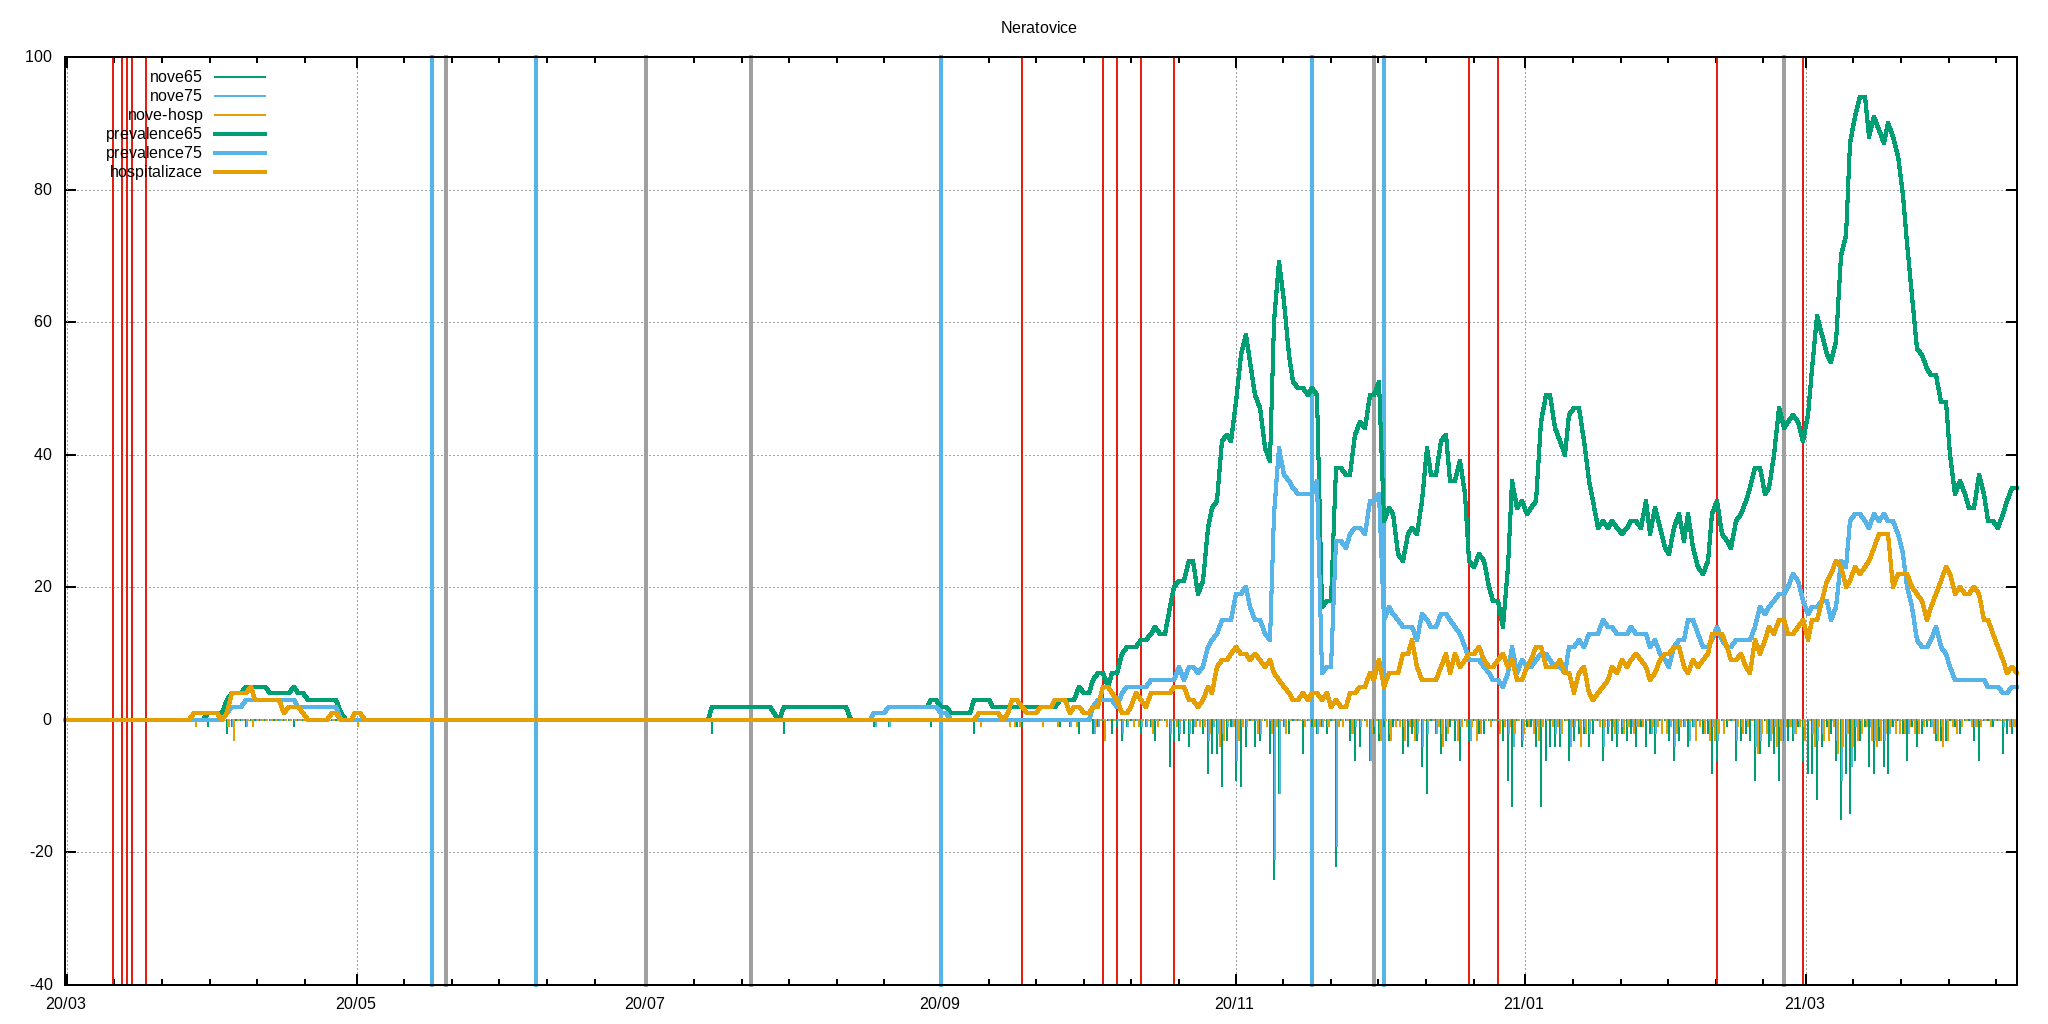 Neratovice
100
80
60
40
20
0
-20
-40
nove65
nove75
nove-hosp
prevalence65
prevalence75
hospitalizace
20/03 20/05 20/07 20/09 20/11 21/01 21/03